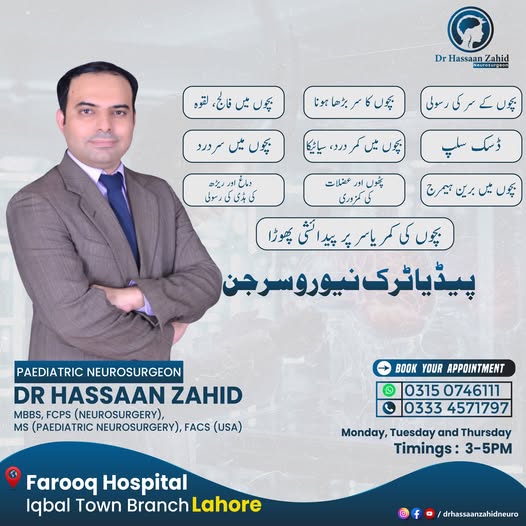 Dr Hassaan Zahid
Neurosurgeon
بچوں کے سر کی رسولی
بچوں کا سر بڑھا ہونا
بچوں میں فالج، لقوہ
ڈسک سلپ
بچوں میں کمر درد، سیاٹیکا
بچوں میں سر درد
بچوں میں برین ہیمرج
پٹھوں اور عضلات
کی کمزوری
دماغ اور ریڑھ
کی ہڈی کی رسولی
بچوں کی کمر یا سر پر پیدائشی پھوڑا
پیڈیاٹرک نیوروسرجن
PAEDIATRIC NEUROSURGEON
DR HASSAAN ZAHID
MBBS, FCPS (NEUROSURGERY),
MS (PAEDIATRIC NEUROSURGERY), FACS (USA)
BOOK YOUR APPOINTMENT
0315 0746111
0333 4571797
Monday, Tuesday and Thursday
Timings : 3-5PM
Farooq Hospital
Iqbal Town Branch Lahore
/ drhassaanzahidneuro